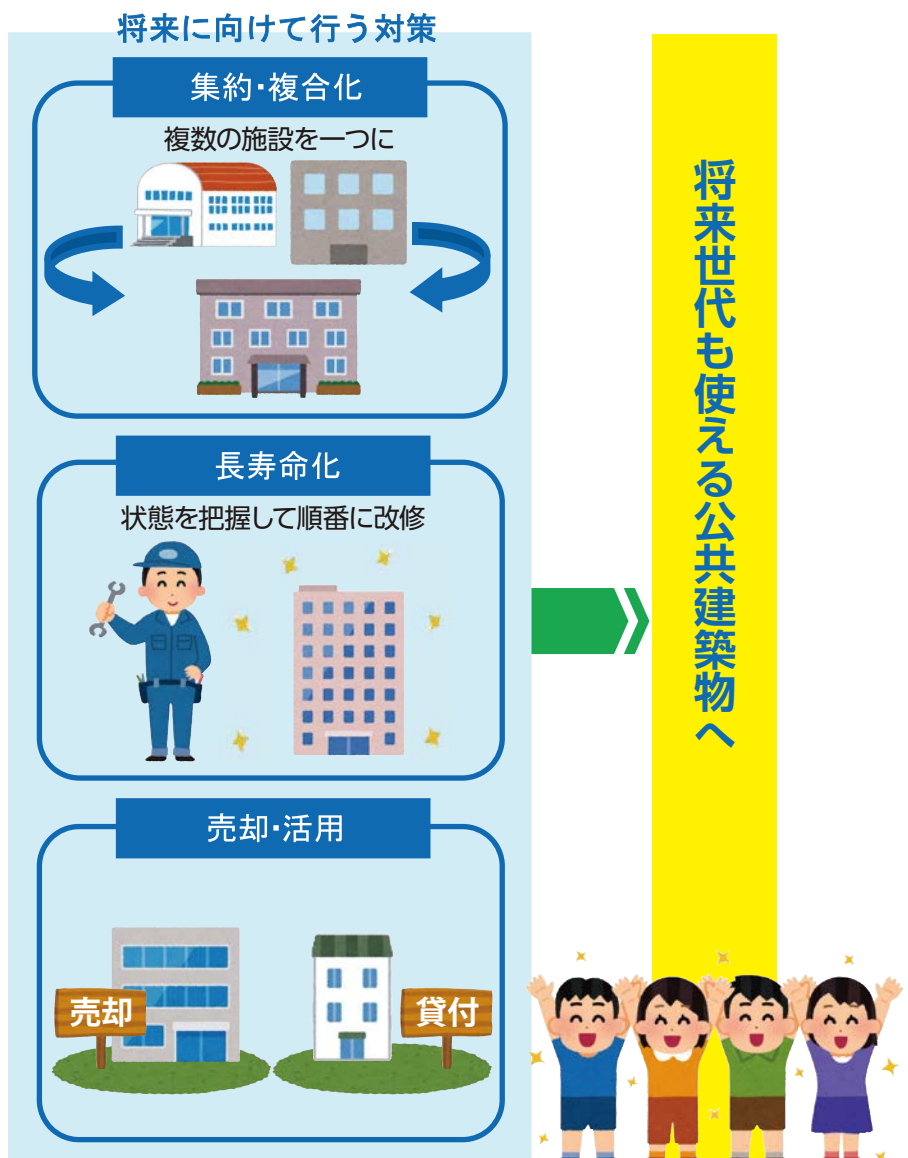 将来に向けて行う対策
集約・複合化
複数の施設を一つに
長寿命化
状態を把握して順番に改修
売却・活用
売却
貸付
将来世代も使える公共建築物へ